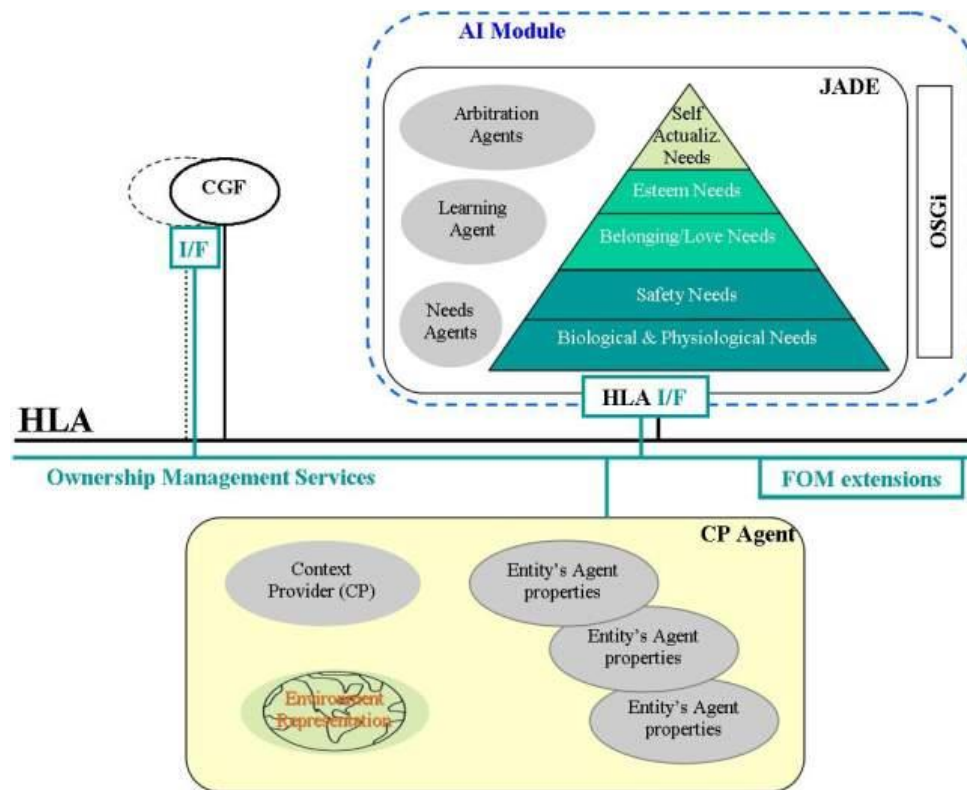 AI Module
JADE
Arbitration
Agents
Self
Actualiz.
Needs
CGF
Learning
Agent
Esteem Needs
OSGi
I/F
Belonging/Love Needs
Needs
Agents
Safety Needs
Biological & Physiological Needs
HLA I/F
HLA
Ownership Management Services
FOM extensions
CP Agent
Context
Provider (CP)
Entity's Agent
properties
Entity's Agent
properties
Environment
Representation
Entity's Agent
properties